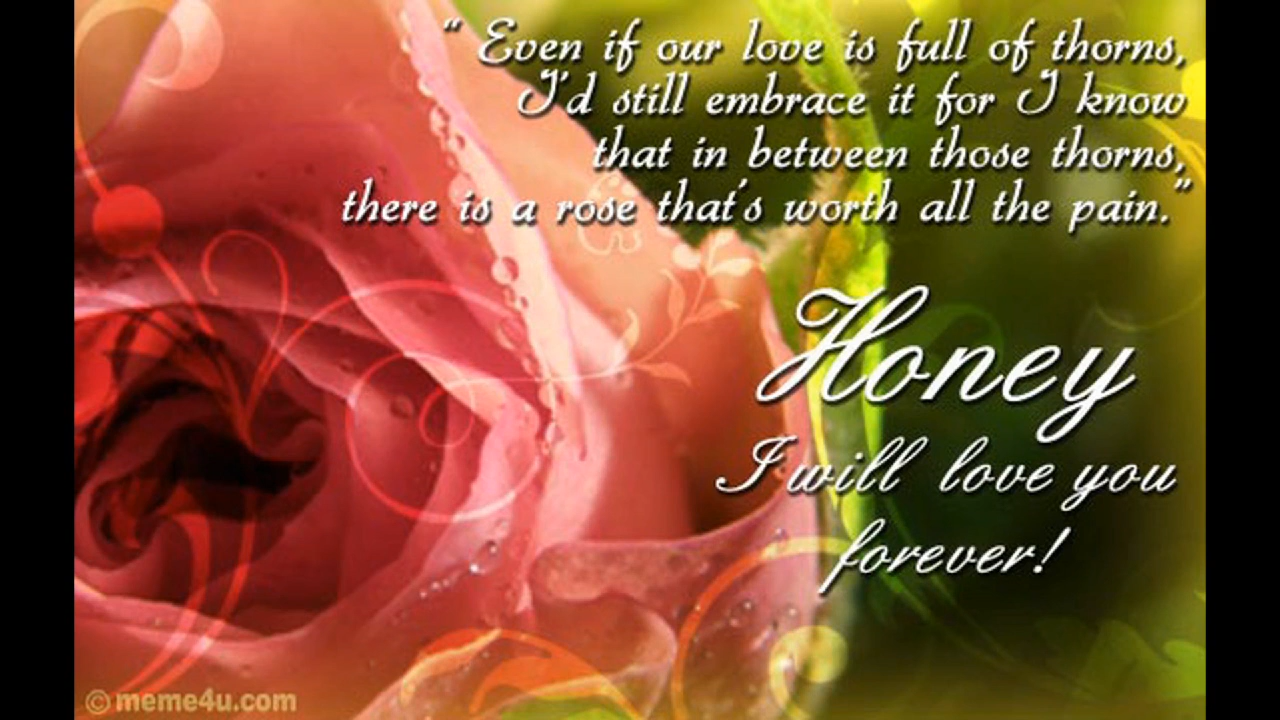 “ Even if our love is full of thorns,
I'd still embrace it for I know
that in between those thorns,
there is a rose that's worth all the pain.”
Honey
I will love you
forever!
© meme4u.com